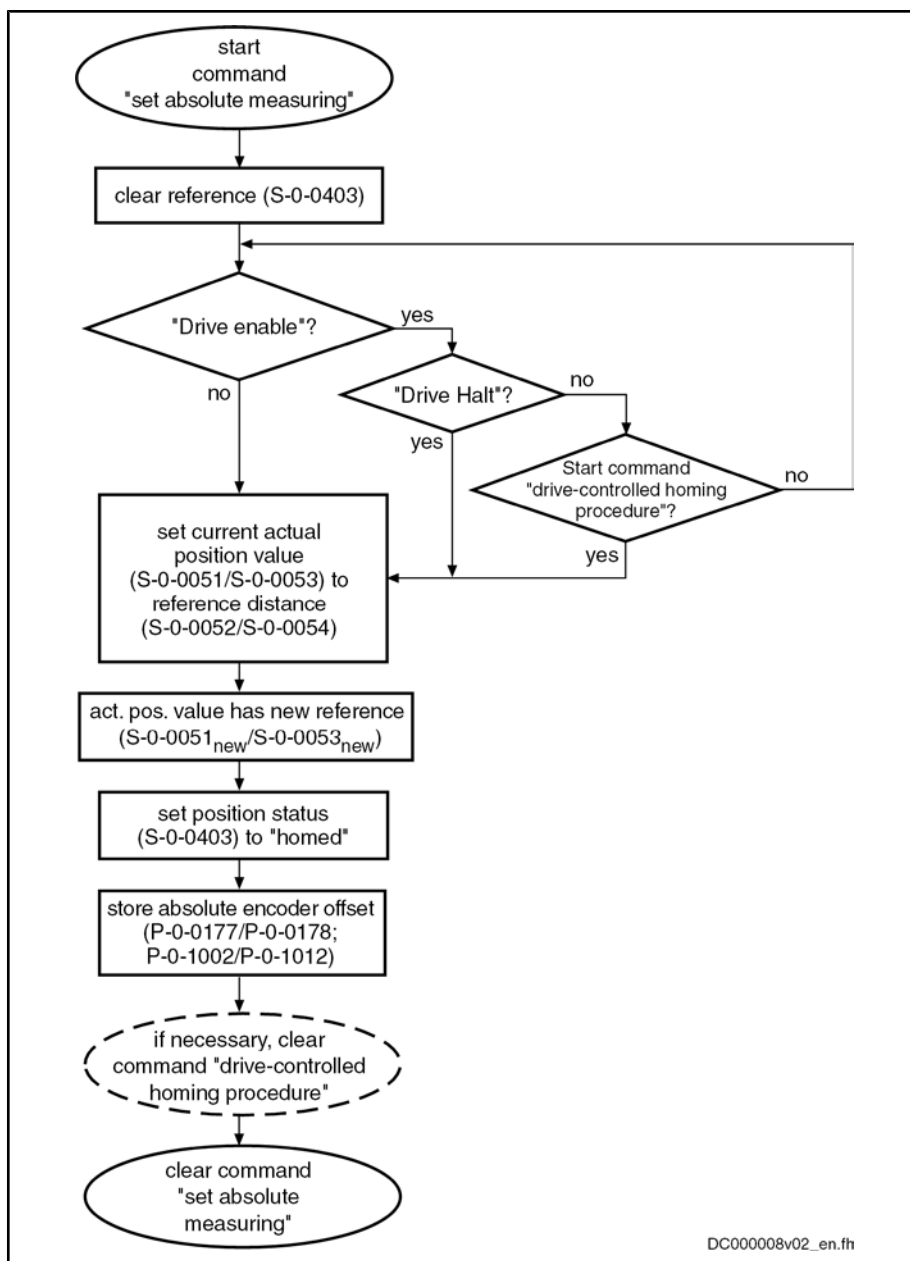 start
command
"set absolute measuring"
clear reference (S-0-0403)
"Drive enable"?
yes
no
"Drive Halt"?
no
yes
Start command
"drive-controlled homing
procedure"?
no
yes
set current actual
position value
(S-0-0051/S-0-0053) to
reference distance
(S-0-0052/S-0-0054)
act. pos. value has new reference
(S-0-0051new/S-0-0053new)
set position status
(S-0-0403) to "homed"
store absolute encoder offset
(P-0-0177/P-0-0178;
P-0-1002/P-0-1012)
if necessary, clear
command "drive-controlled
homing procedure"
clear command
"set absolute
measuring"
DC000008v02_en.fh